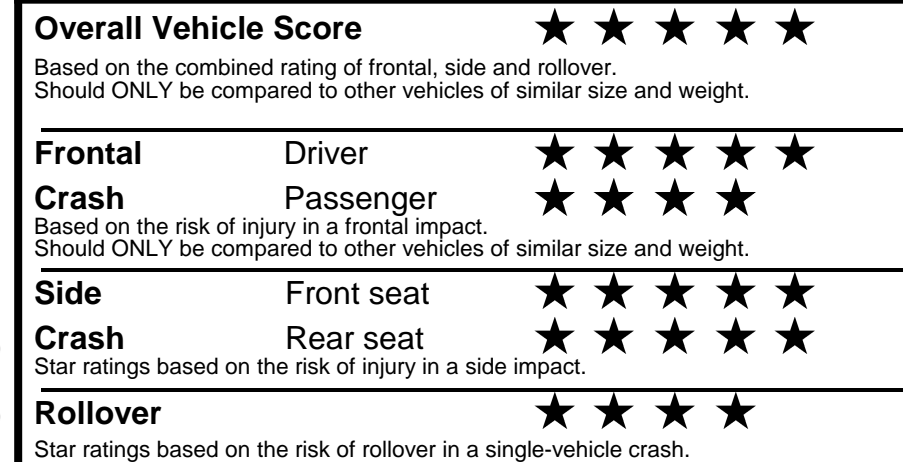 Overall Vehicle Score ★ ★ ★ ★ ★
Based on the combined rating of frontal, side and rollover.
Should ONLY be compared to other vehicles of similar size and weight.
Frontal Driver ★ ★ ★ ★ ★
Crash Passenger ★ ★ ★ ★
Based on the risk of injury in a frontal impact.
Should ONLY be compared to other vehicles of similar size and weight.
Side Front seat ★ ★ ★ ★ ★
Crash Rear seat ★ ★ ★ ★ ★
Star ratings based on the risk of injury in a side impact.
Rollover ★ ★ ★ ★
Star ratings based on the risk of rollover in a single-vehicle crash.